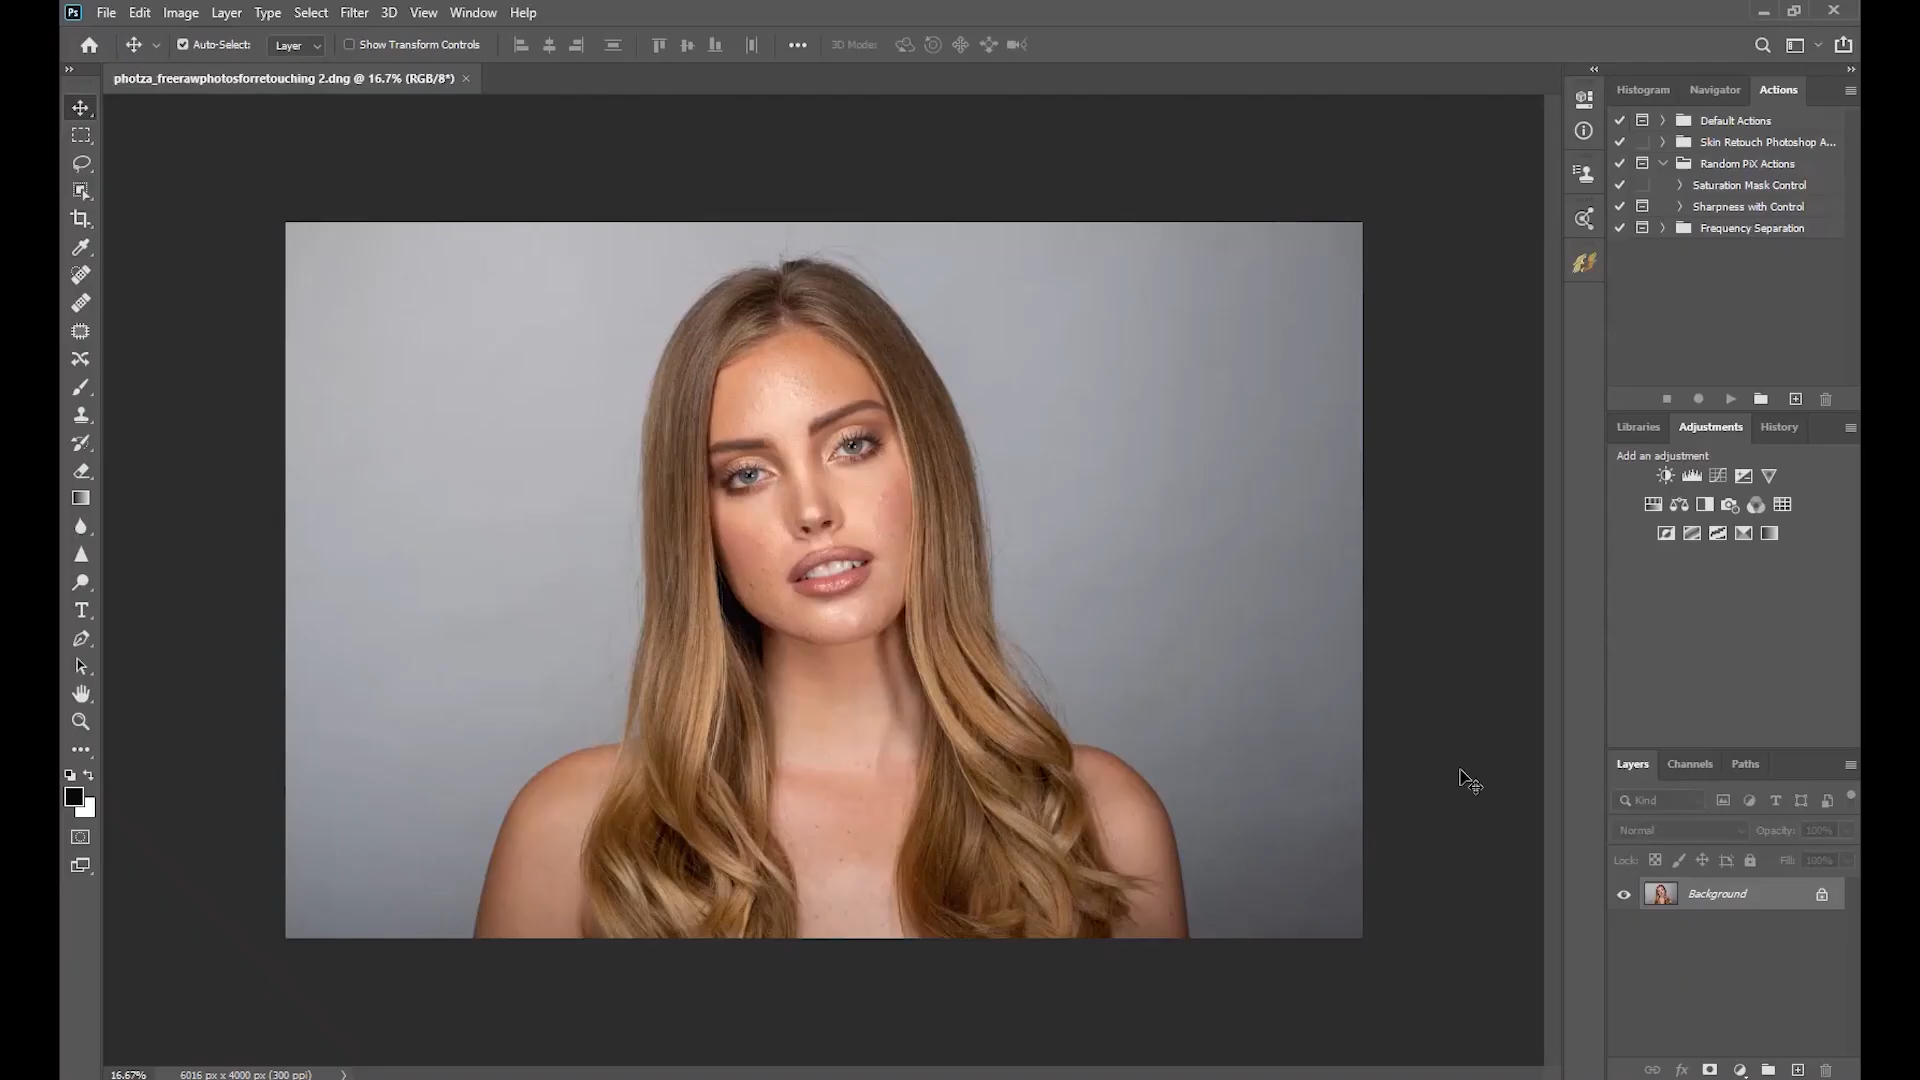 Ps File Edit Image Layer Type Select Filter 3D View Window Help
Auto-Select: Layer Show Transform Controls 3D Mode:
photza_freerawphotosforretouching 2.dng @ 16.7% (RGB/8*)
Histogram Navigator Actions
Default Actions
Skin Retouch Photoshop A...
Random PiX Actions
Saturation Mask Control
Sharpness with Control
Frequency Separation
Libraries Adjustments History
Add an adjustment
Layers Channels Paths
Kind
Normal Opacity: 100%
Lock: Fill: 100%
Background
16.67% 6016 px x 4000 px (300 ppi)